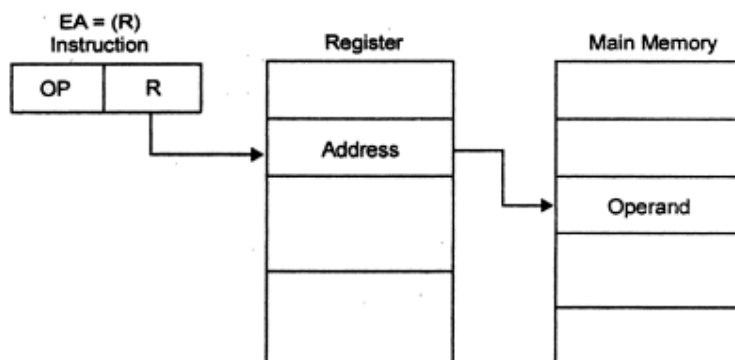 EA = (R)
Instruction
OP R
Register
Address
Main Memory
Operand